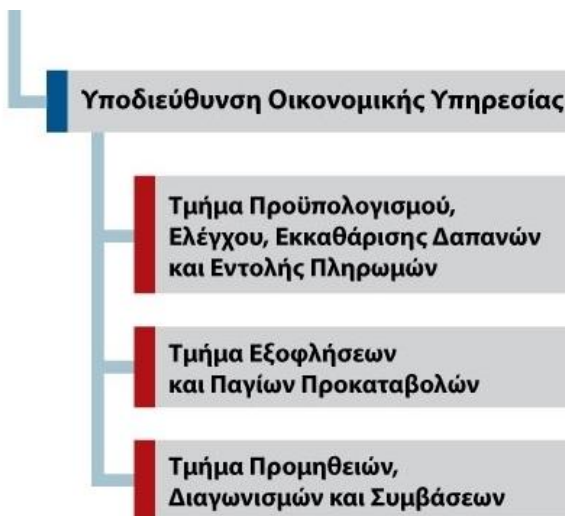 Υποδιεύθυνση Οικονομικής Υπηρεσίας
Τμήμα Προϋπολογισμού,
Ελέγχου, Εκκαθάρισης Δαπανών
και Εντολής Πληρωμών
Τμήμα Εξοφλήσεων
και Παγίων Προκαταβολών
Τμήμα Προμηθειών,
Διαγωνισμών και Συμβάσεων